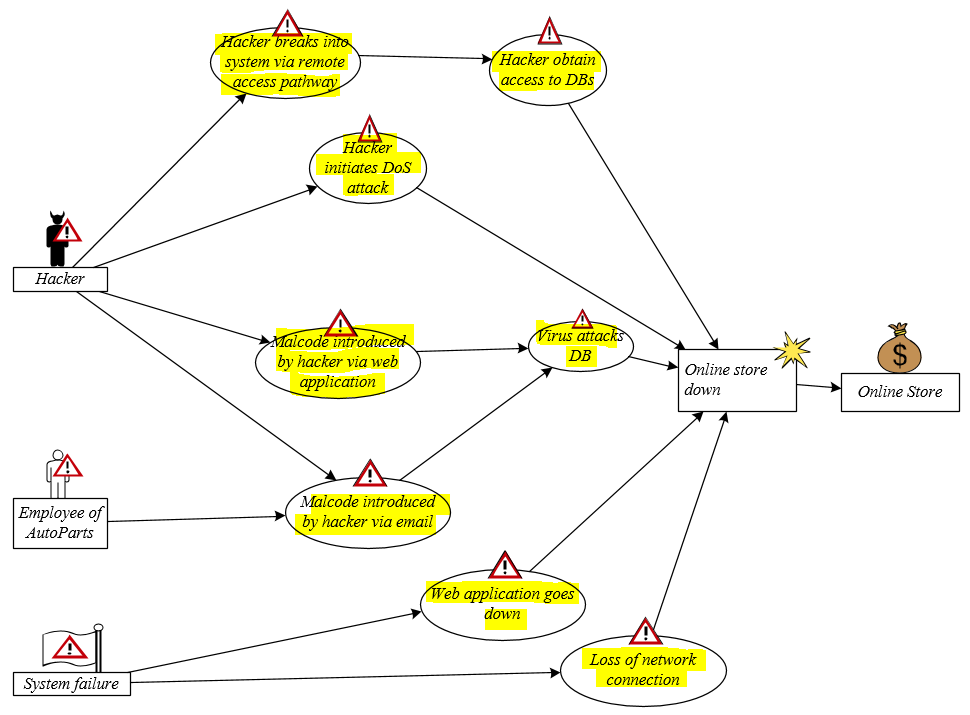 Hacker breaks into
system via remote
access pathway
Hacker obtain
access to DBs
Hacker
initiates DoS
attack
Hacker
Malcode introduced
by hacker via web
application
Virus attacks
DB
Online store
down
$
Online Store
Employee of
AutoParts
Malcode introduced
by hacker via email
Web application goes
down
System failure
Loss of network
connection